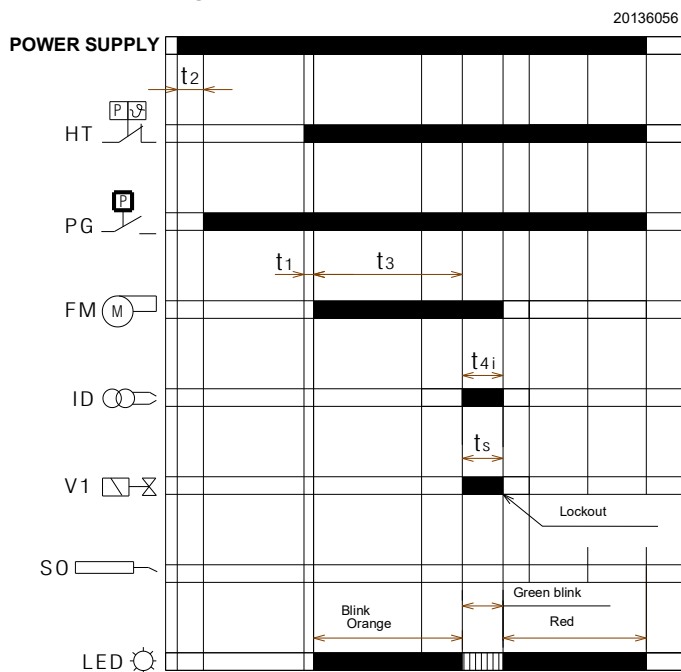 20136056
POWER SUPPLY
t2
P ϑ
HT
P
PG
t1
t3
FM M
t4i
ID
ts
V1
Lockout
SO
Green blink
Blink
Orange
Red
LED